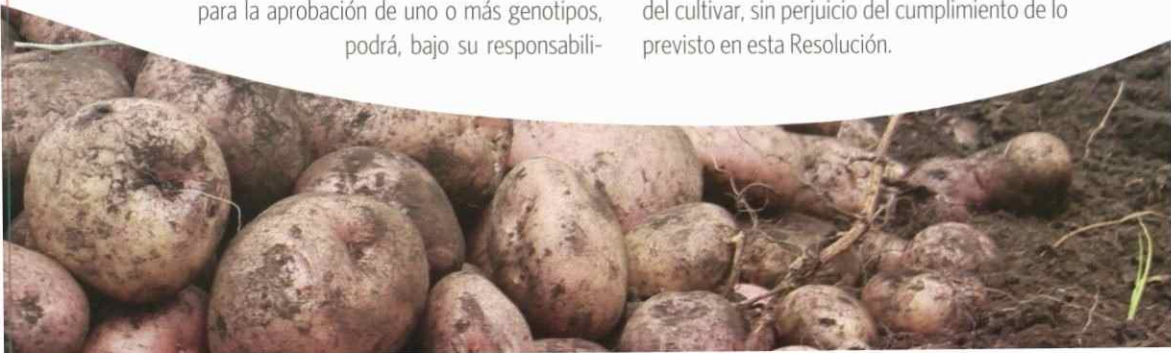 para la aprobación de uno o más genotipos,
podrá, bajo su responsabili-
del cultivar, sin perjuicio del cumplimiento de lo
previsto en esta Resolución.